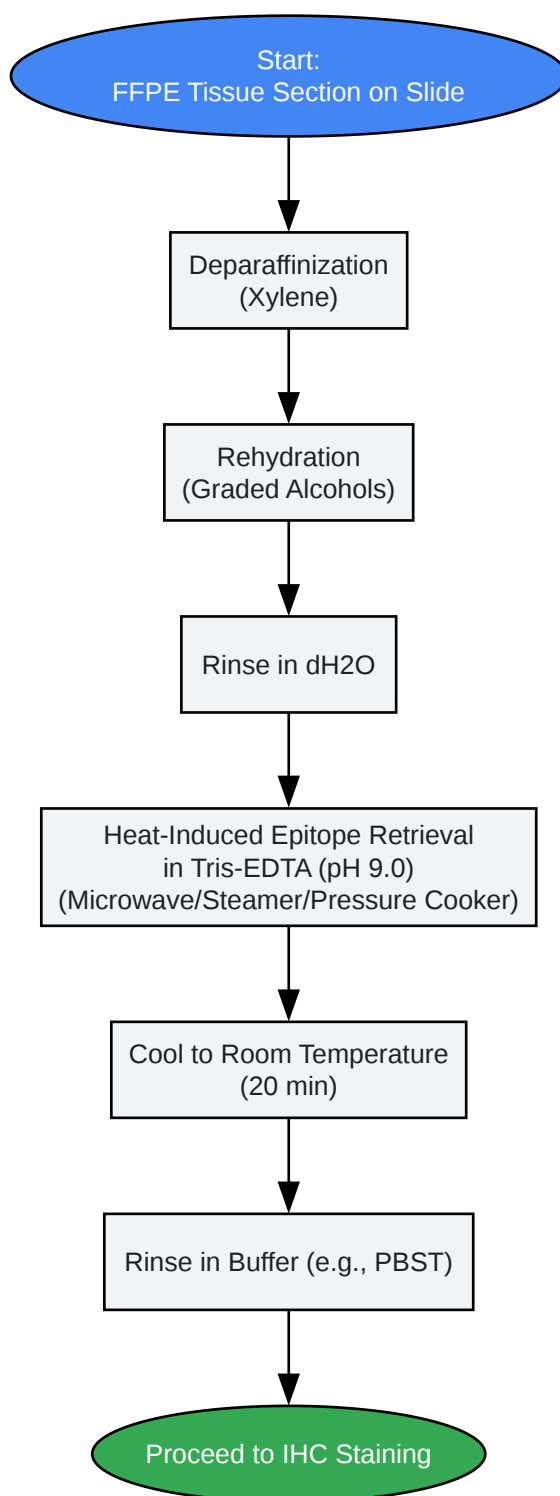 Start:
FFPE Tissue Section on Slide
Deparaffinization
(Xylene)
Rehydration
(Graded Alcohols)
Rinse in dH2O
Heat-Induced Epitope Retrieval
in Tris-EDTA (pH 9.0)
(Microwave/Steamer/Pressure Cooker)
Cool to Room Temperature
(20 min)
Rinse in Buffer (e.g., PBST)
Proceed to IHC Staining